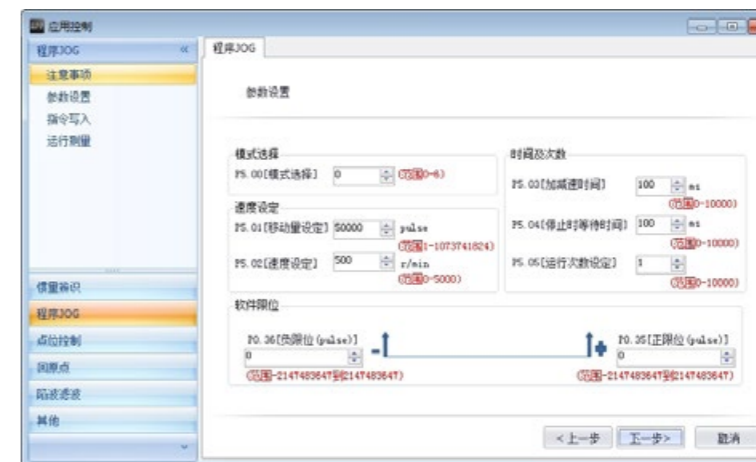 应用控制
程序JOG
«
注意事项
参数设置
指令写入
运行测量
惯量辨识
程序JOG
点位控制
回原点
陷波滤波
其他
程序JOG
参数设置
模式选择
P5.00[模式选择] 0 (范围0-6)
速度设定
P5.01[移动量设定] 50000 pulse
(范围1-1073741824)
P5.02[速度设定] 500 r/min
(范围0-5000)
时间及次数
P5.03[加减速时间] 100 ms
(范围0-10000)
P5.04[停止时等待时间] 100 ms
(范围0-10000)
P5.05[运行次数设定] 1
(范围0-10000)
软件限位
P0.36[负限位(pulse)]
0
-
(范围-2147483647到2147483647)
+
P0.35[正限位(pulse)]
0
(范围-2147483647到2147483647)
<上一步 下一步> 取消